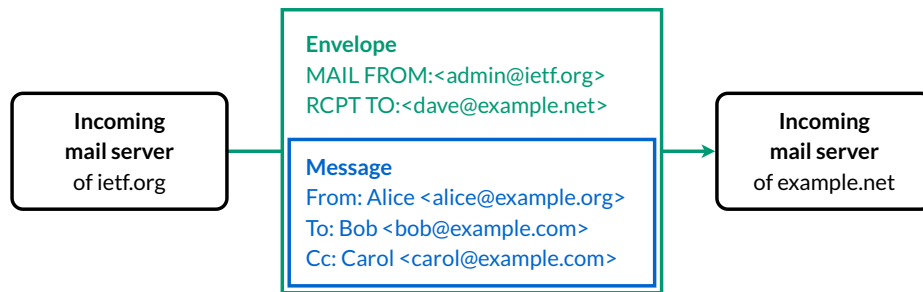 Incoming
mail server
of ietf.org
Envelope
MAIL FROM:<admin@ietf.org>
RCPT TO:<dave@example.net>
Message
From: Alice <alice@example.org>
To: Bob <bob@example.com>
Cc: Carol <carol@example.com>
Incoming
mail server
of example.net